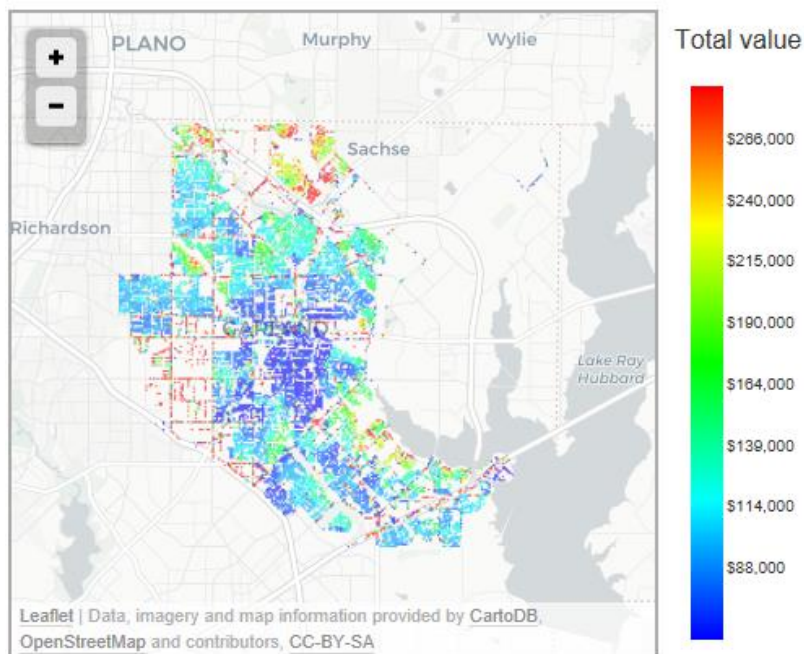 PLANO
Murphy
Wylie
Total value
+
−
Sachse
Richardson
GARLAND
Lake Ray
Hubbard
$266,000
$240,000
$215,000
$190,000
$164,000
$139,000
$114,000
$88,000
Leaflet | Data, imagery and map information provided by CartoDB,
OpenStreetMap and contributors, CC-BY-SA